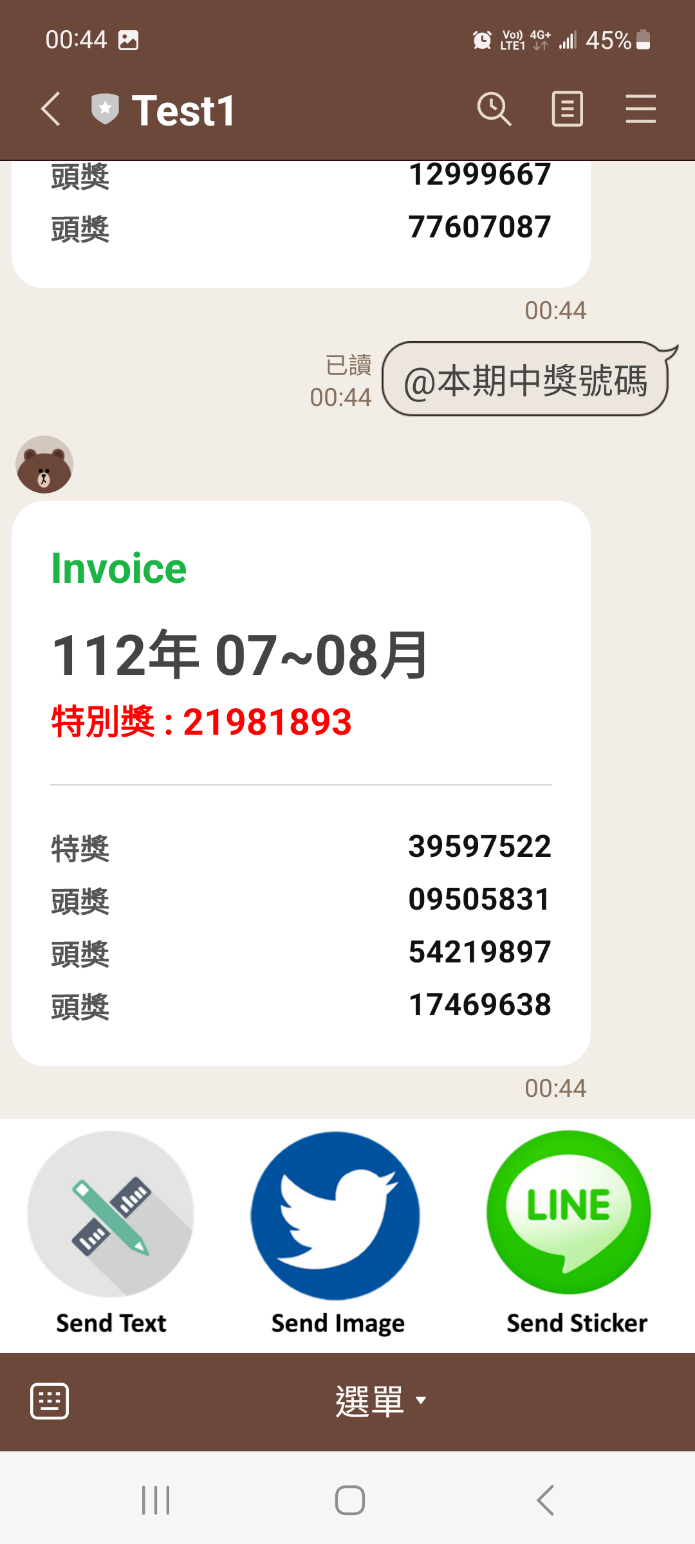 00:44
Vo)) LTE1 4G+ 45%
Test1
頭獎 12999667
頭獎 77607087
00:44
已讀
00:44
@本期中獎號碼
Invoice
112年 07~08月
特別獎 : 21981893
特獎 39597522
頭獎 09505831
頭獎 54219897
頭獎 17469638
00:44
LINE
Send Text Send Image Send Sticker
選單